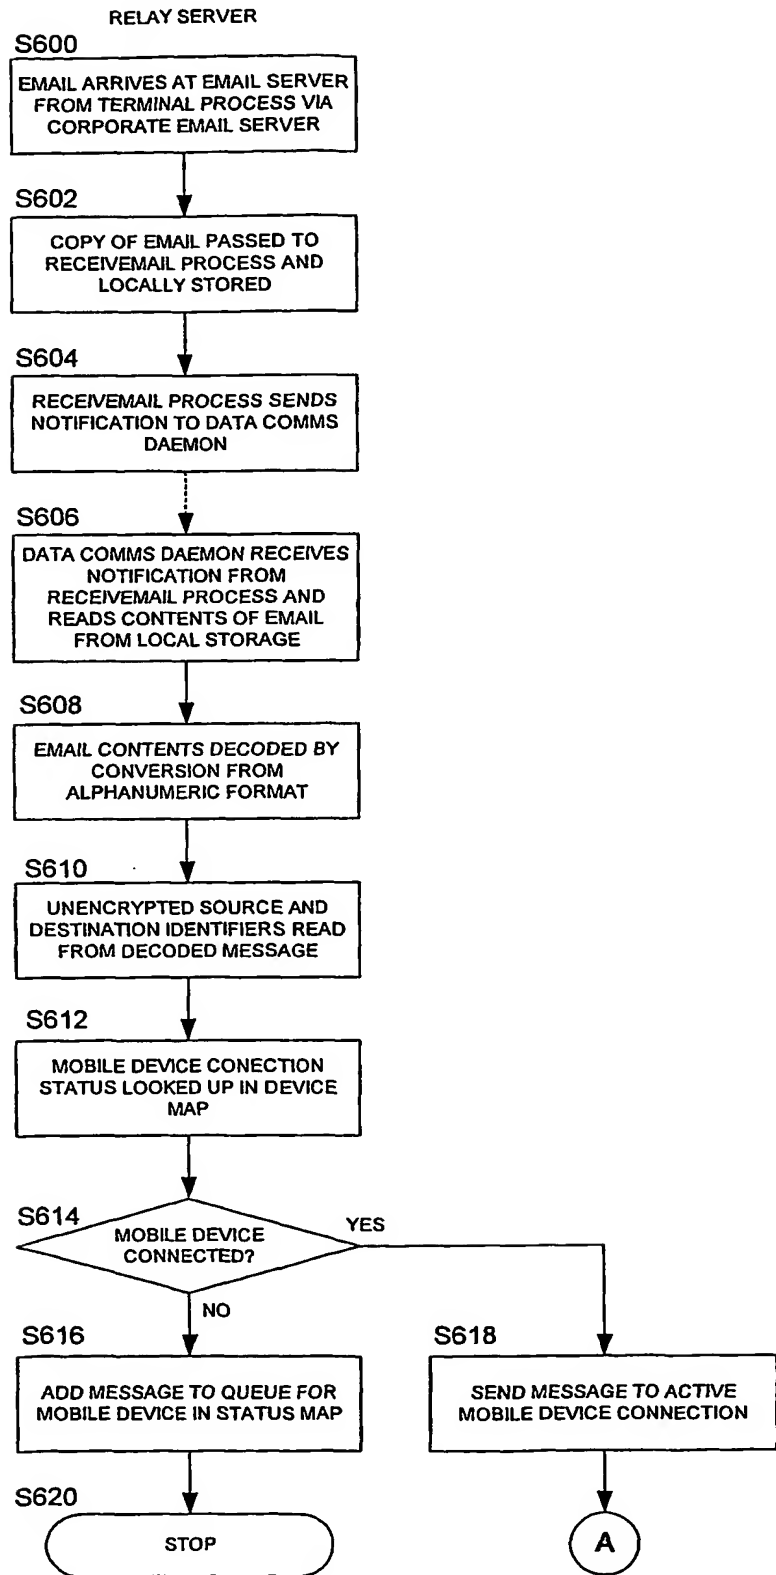 RELAY SERVER
S600
EMAIL ARRIVES AT EMAIL SERVER
FROM TERMINAL PROCESS VIA
CORPORATE EMAIL SERVER
S602
COPY OF EMAIL PASSED TO
RECEIVEMAIL PROCESS AND
LOCALLY STORED
S604
RECEIVEMAIL PROCESS SENDS
NOTIFICATION TO DATA COMMS
DAEMON
S606
DATA COMMS DAEMON RECEIVES
NOTIFICATION FROM
RECEIVEMAIL PROCESS AND
READS CONTENTS OF EMAIL
FROM LOCAL STORAGE
S608
EMAIL CONTENTS DECODED BY
CONVERSION FROM
ALPHANUMERIC FORMAT
S610
UNENCRYPTED SOURCE AND
DESTINATION IDENTIFIERS READ
FROM DECODED MESSAGE
S612
MOBILE DEVICE CONECTION
STATUS LOOKED UP IN DEVICE
MAP
S614
MOBILE DEVICE
CONNECTED?
YES
NO
S616
ADD MESSAGE TO QUEUE FOR
MOBILE DEVICE IN STATUS MAP
S618
SEND MESSAGE TO ACTIVE
MOBILE DEVICE CONNECTION
S620
STOP
A